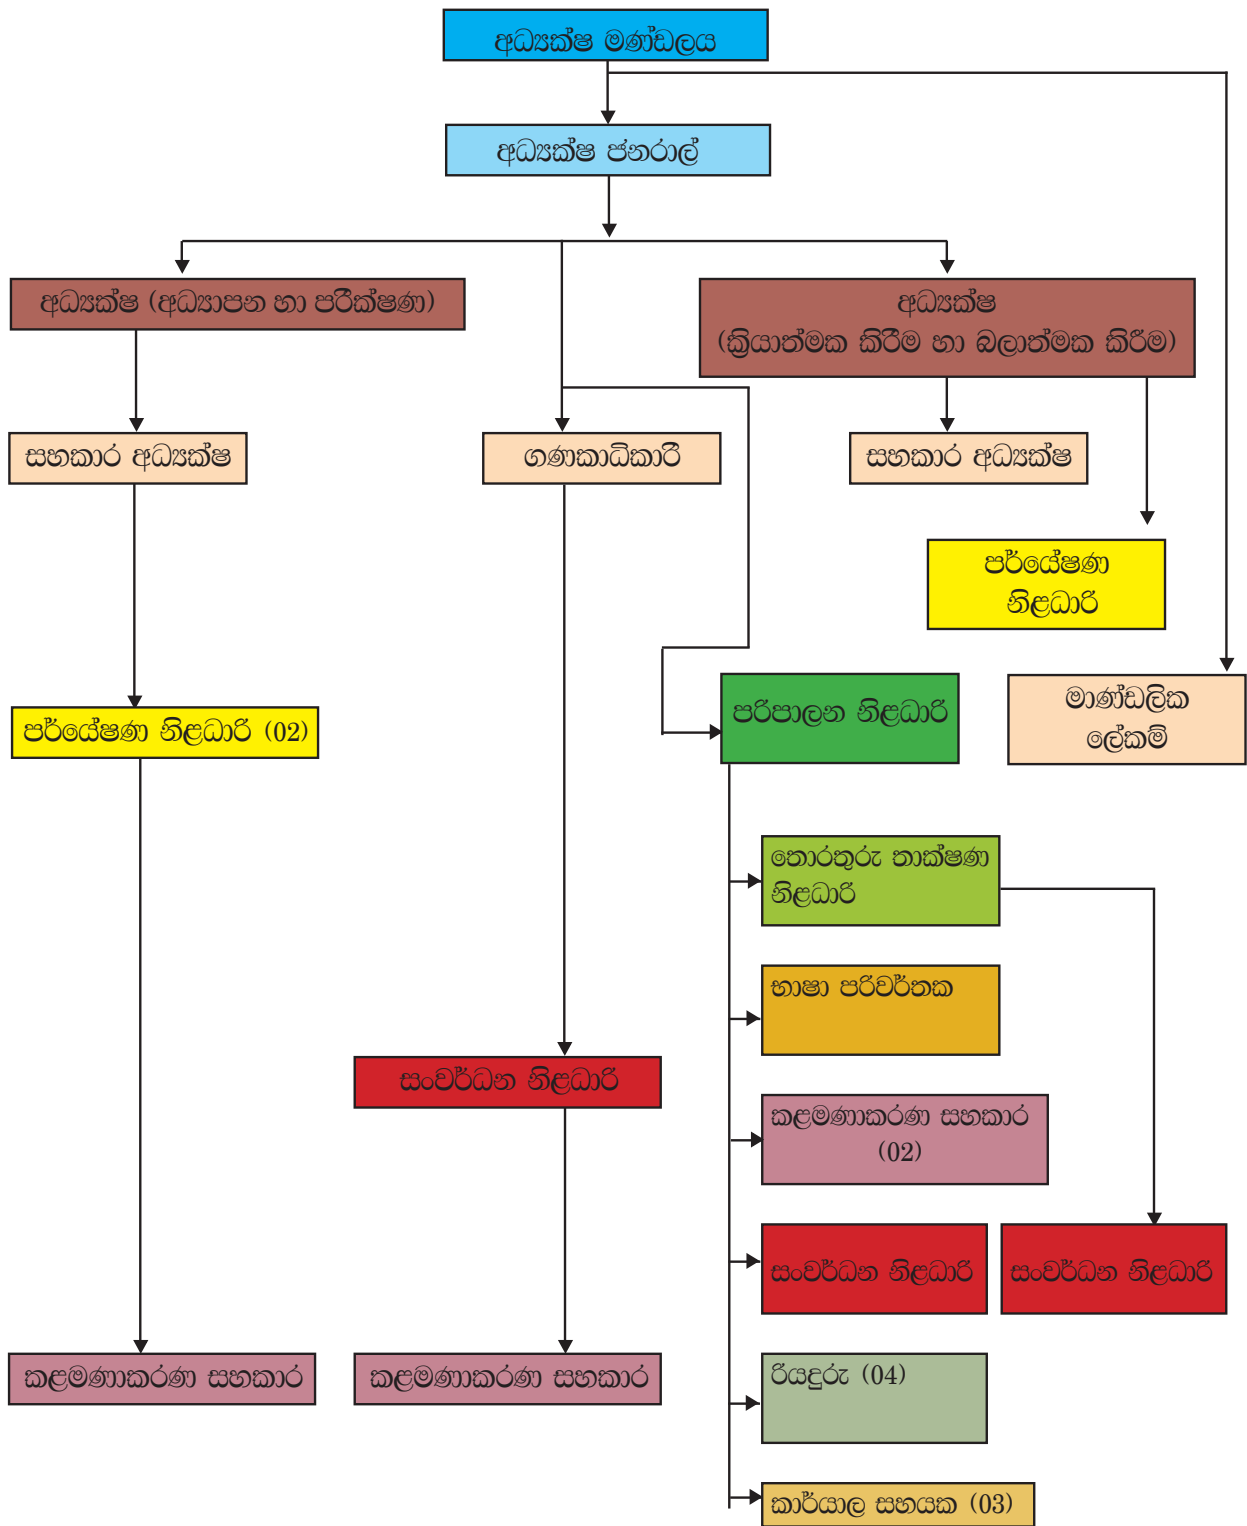 අධ්‍යක්ෂ මණ්ඩලය
අධ්‍යක්ෂ ජනරාල්
අධ්‍යක්ෂ (අධ්‍යාපන හා පරීක්ෂණ)
අධ්‍යක්ෂ
(ක්‍රියාත්මක කිරීම හා බලාත්මක කිරීම)
සහකාර අධ්‍යක්ෂ
ගණකාධිකාරී
සහකාර අධ්‍යක්ෂ
පර්යේෂණ
නිළධාරි
පර්යේෂණ නිළධාරි (02)
පරිපාලන නිළධාරි
මාණ්ඩලික
ලේකම්
තොරතුරු තාක්ෂණ
නිළධාරි
භාෂා පරිවර්තක
සංවර්ධන නිළධාරි
කළමණාකරණ සහකාර
(02)
සංවර්ධන නිළධාරි
සංවර්ධන නිළධාරි
කළමණාකරණ සහකාර
කළමණාකරණ සහකාර
රියදුරු (04)
කාර්යාල සහයක (03)